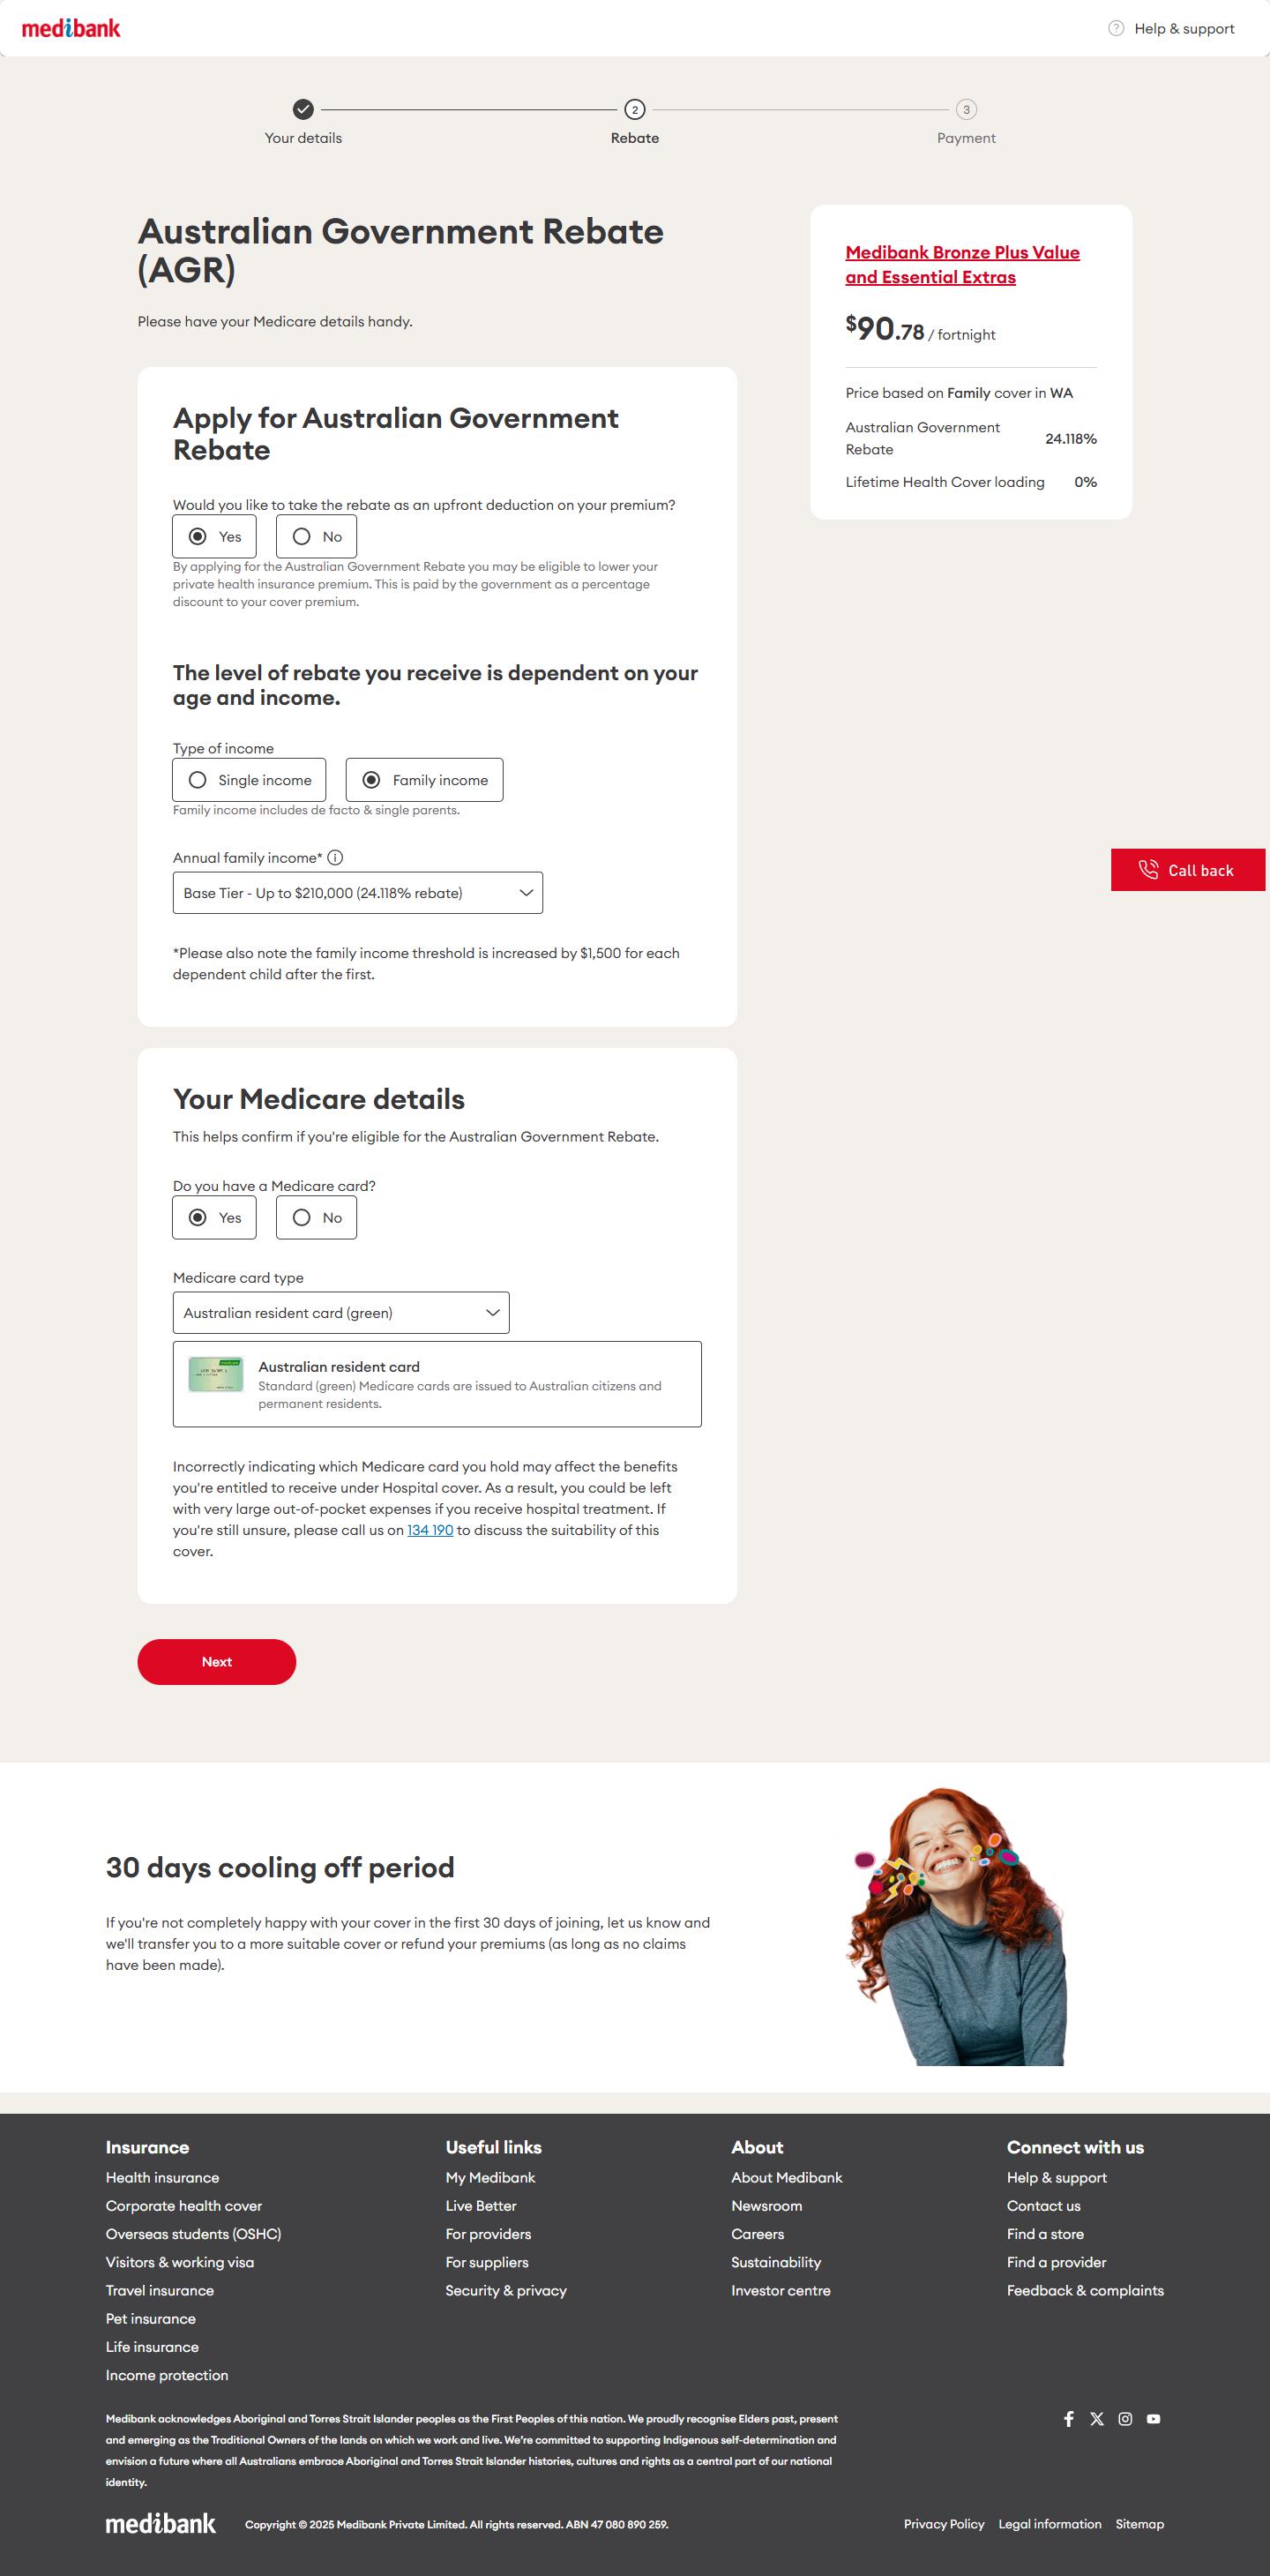 medibank
Help & support
2
3
Your details
Rebate
Payment
Australian Government Rebate
(AGR)
Please have your Medicare details handy.
Medibank Bronze Plus Value
and Essential Extras
$90.78 / fortnight
Price based on Family cover in WA
Australian Government
Rebate
24.118%
Lifetime Health Cover loading 0%
Apply for Australian Government
Rebate
Would you like to take the rebate as an upfront deduction on your premium?
Yes
No
By applying for the Australian Government Rebate you may be eligible to lower your
private health insurance premium. This is paid by the government as a percentage
discount to your cover premium.
The level of rebate you receive is dependent on your
age and income.
Type of income
Single income
Family income
Family income includes de facto & single parents.
Annual family income*
Base Tier - Up to $210,000 (24.118% rebate)
Call back
*Please also note the family income threshold is increased by $1,500 for each
dependent child after the first.
Your Medicare details
This helps confirm if you're eligible for the Australian Government Rebate.
Do you have a Medicare card?
Yes
No
Medicare card type
Australian resident card (green)
Australian resident card
Standard (green) Medicare cards are issued to Australian citizens and
permanent residents.
Incorrectly indicating which Medicare card you hold may affect the benefits
you're entitled to receive under Hospital cover. As a result, you could be left
with very large out-of-pocket expenses if you receive hospital treatment. If
you're still unsure, please call us on 134 190 to discuss the suitability of this
cover.
Next
30 days cooling off period
If you're not completely happy with your cover in the first 30 days of joining, let us know and
we'll transfer you to a more suitable cover or refund your premiums (as long as no claims
have been made).
Insurance
Health insurance
Corporate health cover
Overseas students (OSHC)
Visitors & working visa
Travel insurance
Pet insurance
Life insurance
Income protection
Useful links
My Medibank
Live Better
For providers
For suppliers
Security & privacy
About
About Medibank
Newsroom
Careers
Sustainability
Investor centre
Connect with us
Help & support
Contact us
Find a store
Find a provider
Feedback & complaints
Medibank acknowledges Aboriginal and Torres Strait Islander peoples as the First Peoples of this nation. We proudly recognise Elders past, present
and emerging as the Traditional Owners of the lands on which we work and live. We're committed to supporting Indigenous self-determination and
envision a future where all Australians embrace Aboriginal and Torres Strait Islander histories, cultures and rights as a central part of our national
identity.
medibank
Copyright © 2025 Medibank Private Limited. All rights reserved. ABN 47 080 890 259.
Privacy Policy
Legal information
Sitemap